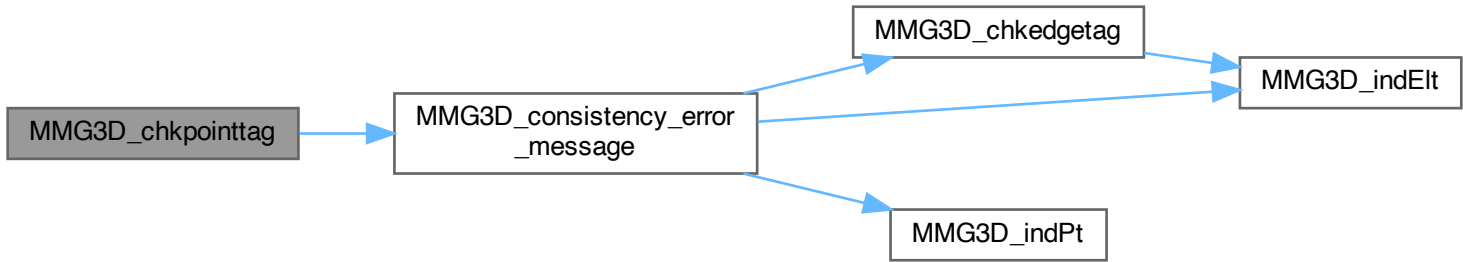 MMG3D_chkpointtag
MMG3D_consistency_error
_message
MMG3D_chkedgetag
MMG3D_indElt
MMG3D_indPt